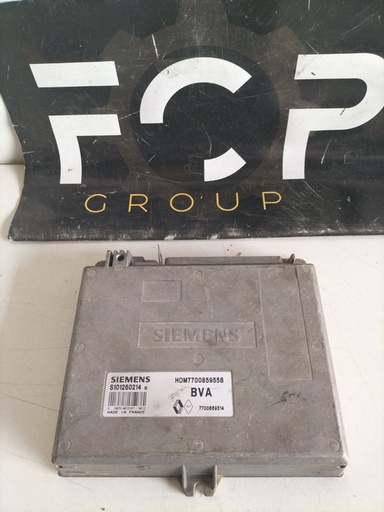 FCP
GROUP
SIEMENS
SIEMENS
S101260214 B
MADE IN FRANCE
HOM7700859558
BVA
7700869314